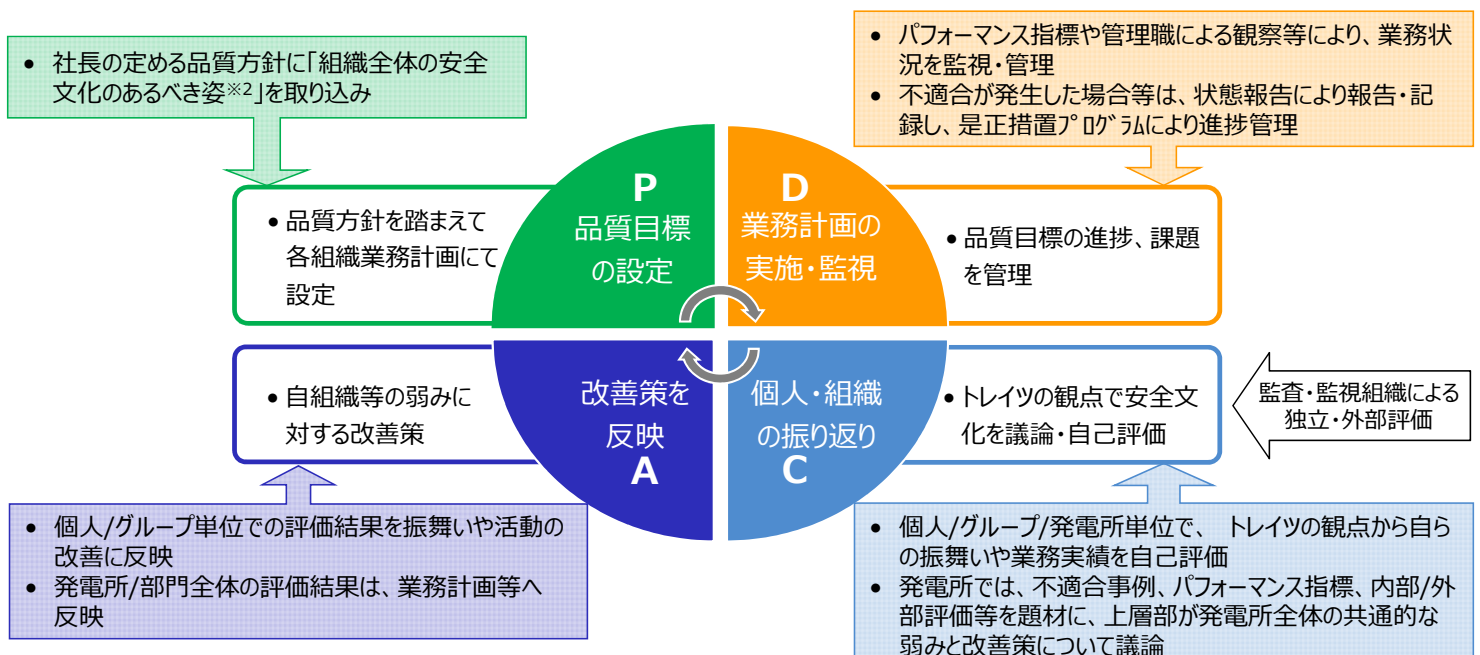 • 社長の定める品質方針に「組織全体の安全
文化のあるべき姿※2」を取り込み
• パフォーマンス指標や管理職による観察等により、業務状
況を監視・管理
• 不適合が発生した場合等は、状態報告により報告・記
録し、是正措置ﾌﾟﾛｸﾞﾗﾑにより進捗管理
• 品質方針を踏まえて
各組織業務計画にて
設定
P
品質目標
の設定
D
業務計画の
実施・監視
• 品質目標の進捗、課題
を管理
• 自組織等の弱みに
対する改善策
改善策を
反映
A
個人・組織
の振り返り
C
• トレイツの観点で安全文
化を議論・自己評価
監査・監視組織による
独立・外部評価
• 個人/グループ単位での評価結果を振舞いや活動の
改善に反映
• 発電所/部門全体の評価結果は、業務計画等へ
反映
• 個人/グループ/発電所単位で、 トレイツの観点から自ら
の振舞いや業務実績を自己評価
• 発電所では、不適合事例、パフォーマンス指標、内部/外
部評価等を題材に、上層部が発電所全体の共通的な
弱みと改善策について議論